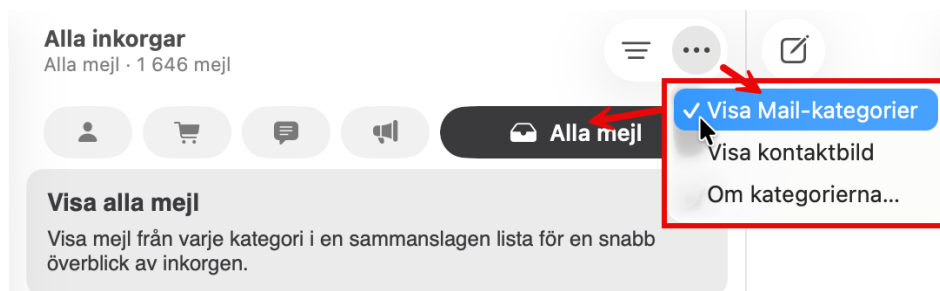 Alla inkorgar
Alla mejl · 1 646 mejl
Alla mejl
✓ Visa Mail-kategorier
Visa kontaktbild
Om kategorierna...
Visa alla mejl
Visa mejl från varje kategori i en sammanslagen lista för en snabb
överblick av inkorgen.